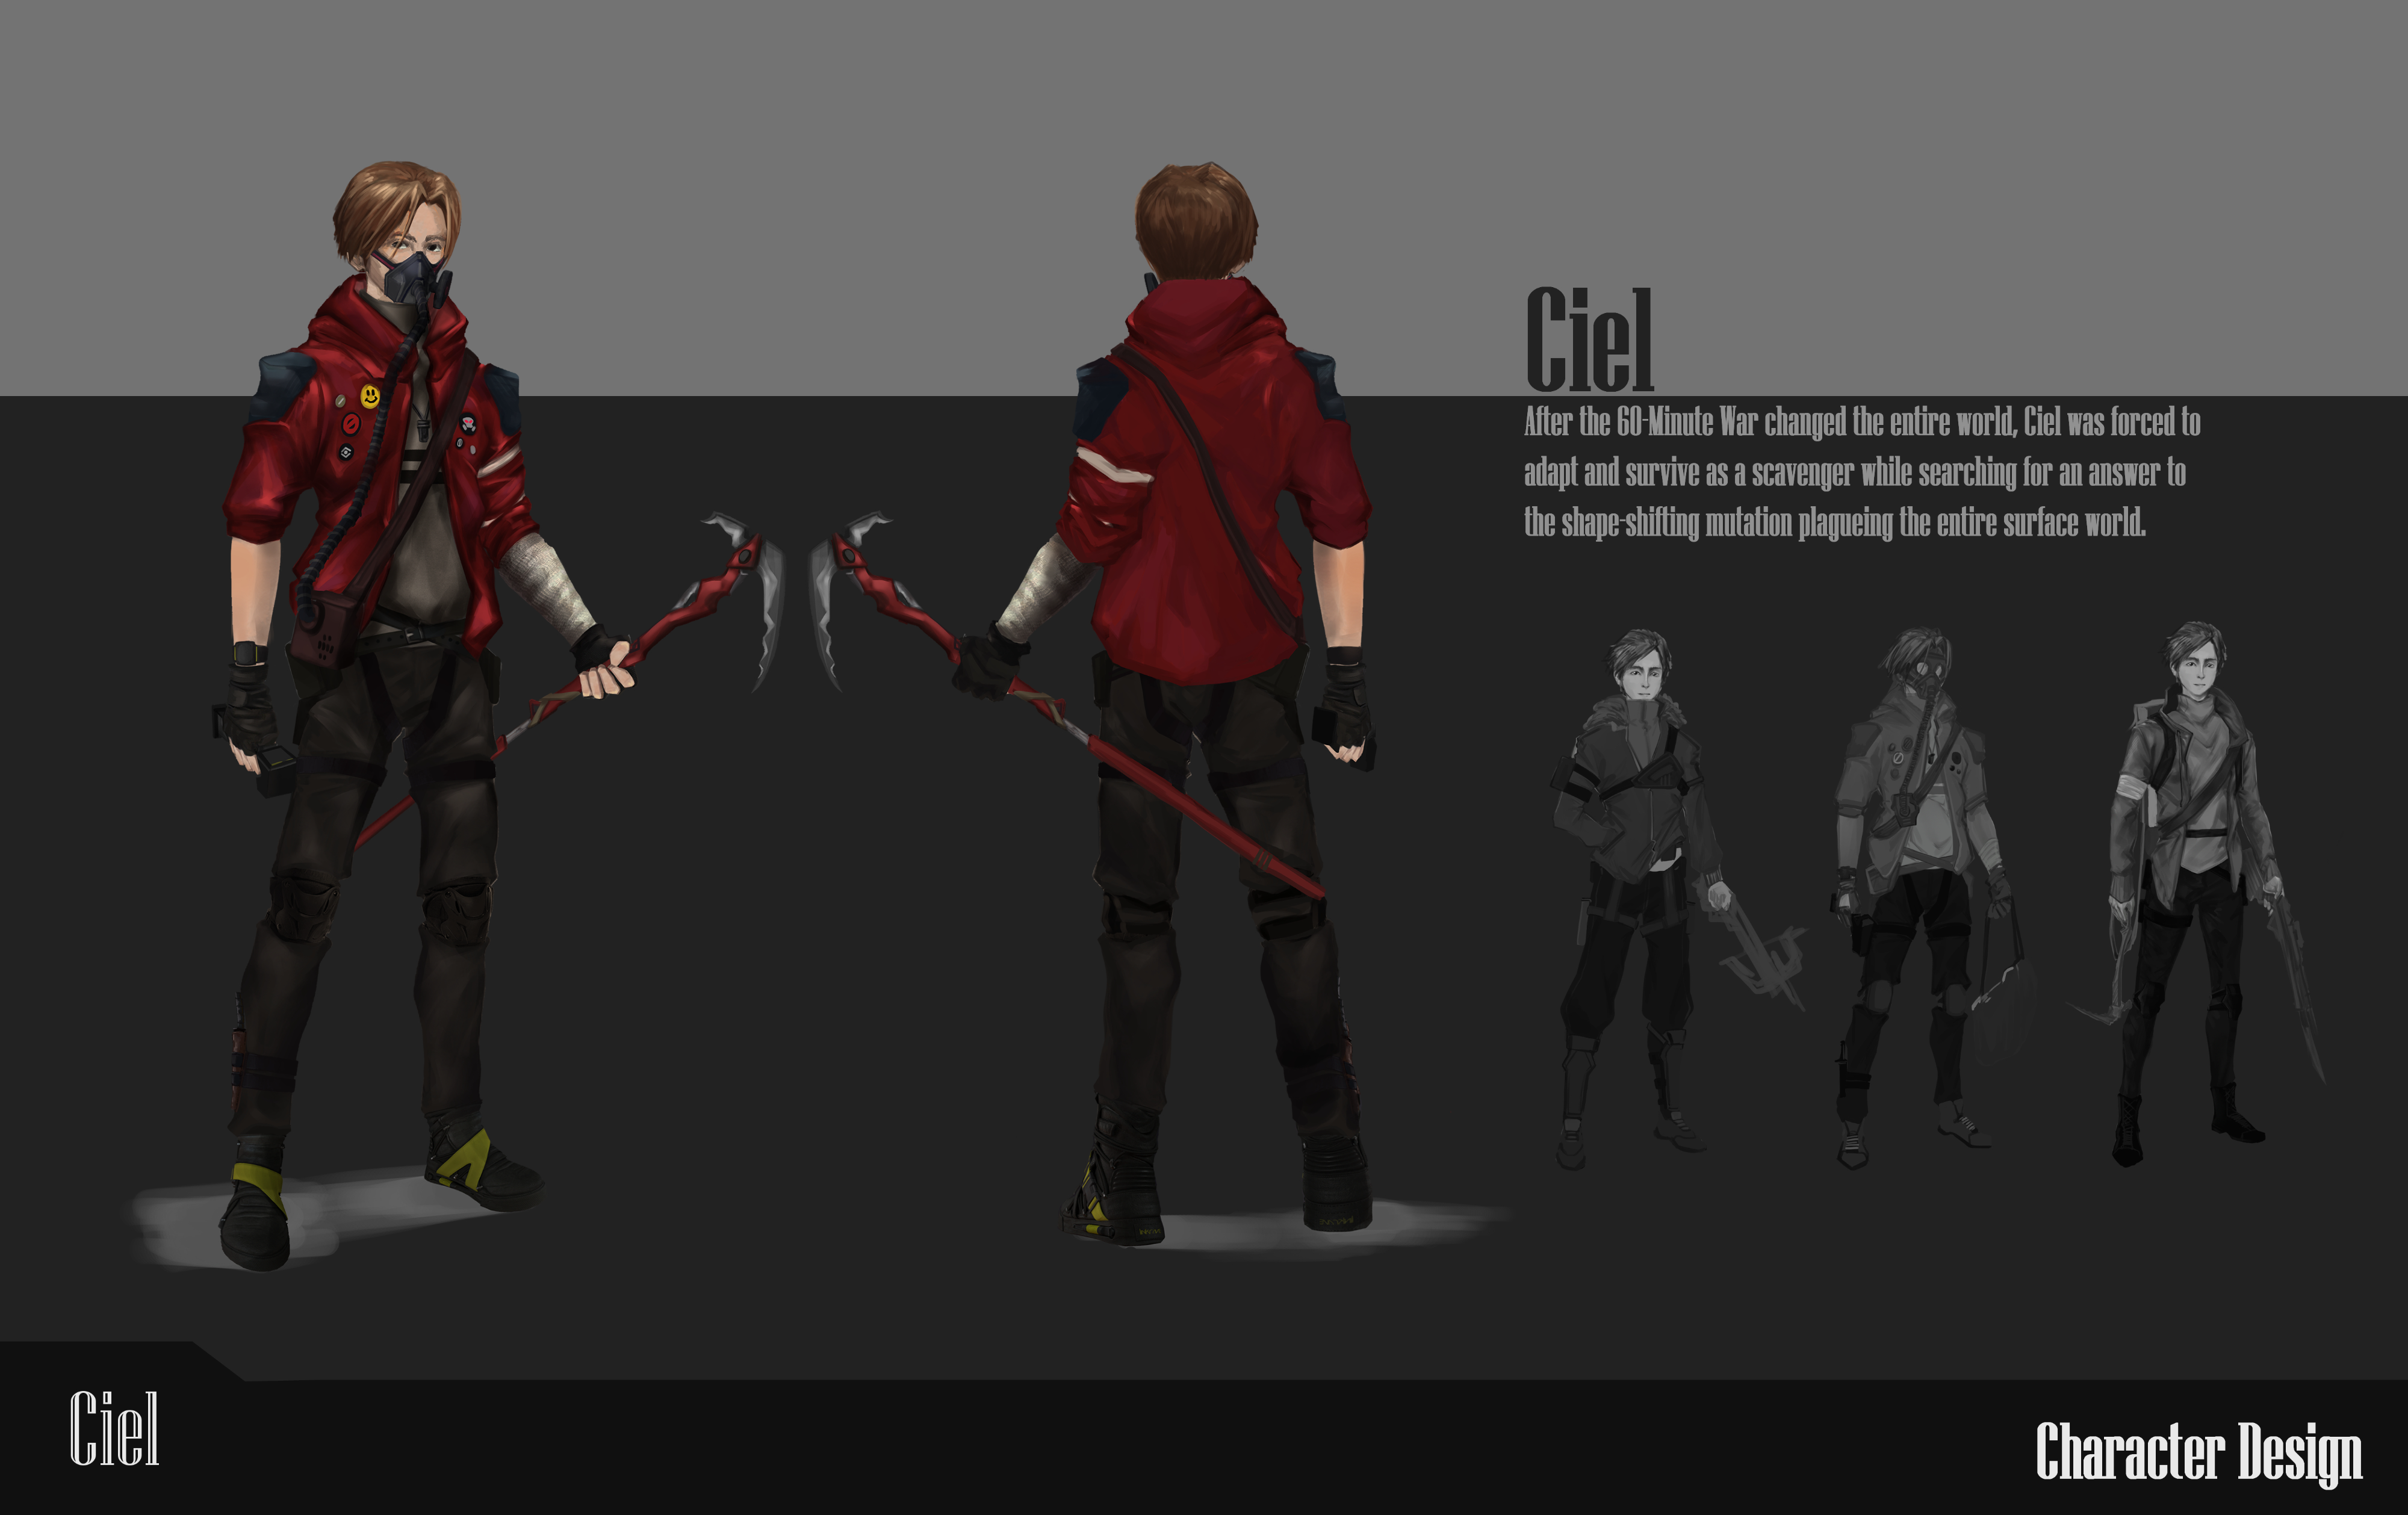 Ciel
After the 60-Minute War changed the entire world, Ciel was forced to
adapt and survive as a scavenger while searching for an answer to
the shape-shifting mutation plagueing the entire surface world.
Ciel
Character Design